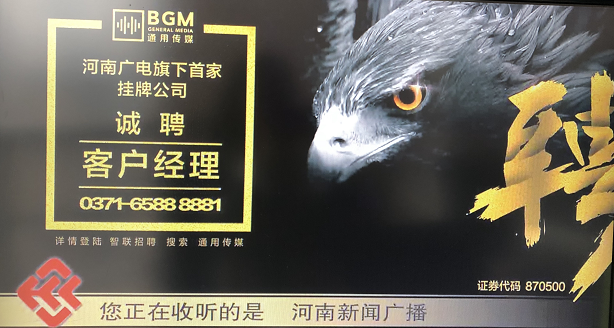 BGM
GENERAL MEDIA
通用传媒
河南广电旗下首家
挂牌公司
诚聘
客户经理
0371-6588 8881
详情登陆 智联招聘 搜索 通用传媒
聘
证券代码 870500
您正在收听的是 河南新闻广播